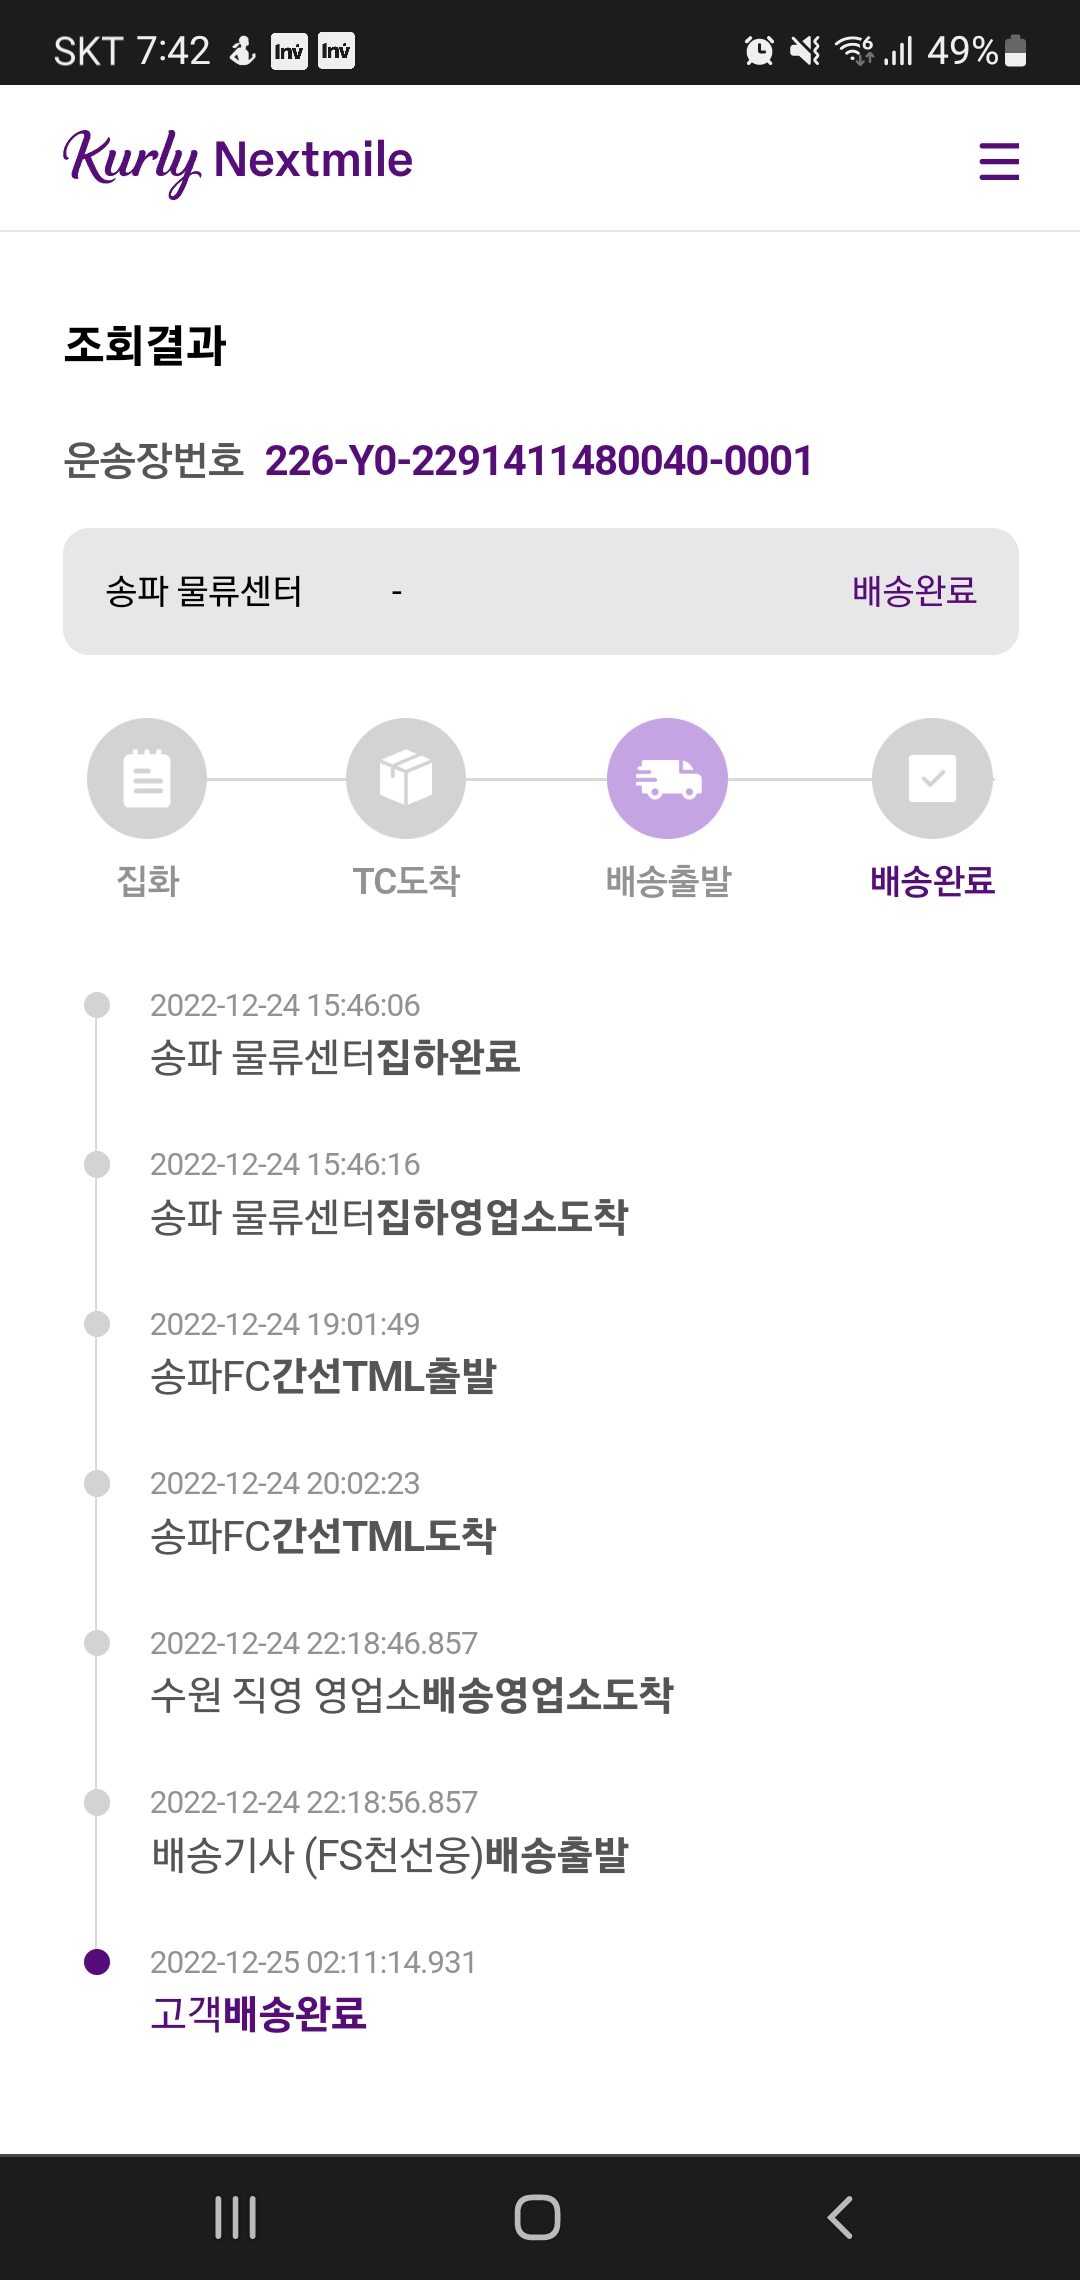 SKT 7:42 Inv Inv 6 49%
Kurly Nextmile
조회결과
운송장번호 226-Y0-2291411480040-0001
송파 물류센터 - 배송완료
집화 TC도착 배송출발 배송완료
2022-12-24 15:46:06
송파 물류센터집하완료
2022-12-24 15:46:16
송파 물류센터집하영업소도착
2022-12-24 19:01:49
송파FC간선TML출발
2022-12-24 20:02:23
송파FC간선TML도착
2022-12-24 22:18:46.857
수원 직영 영업소배송영업소도착
2022-12-24 22:18:56.857
배송기사 (FS천선웅)배송출발
2022-12-25 02:11:14.931
고객배송완료